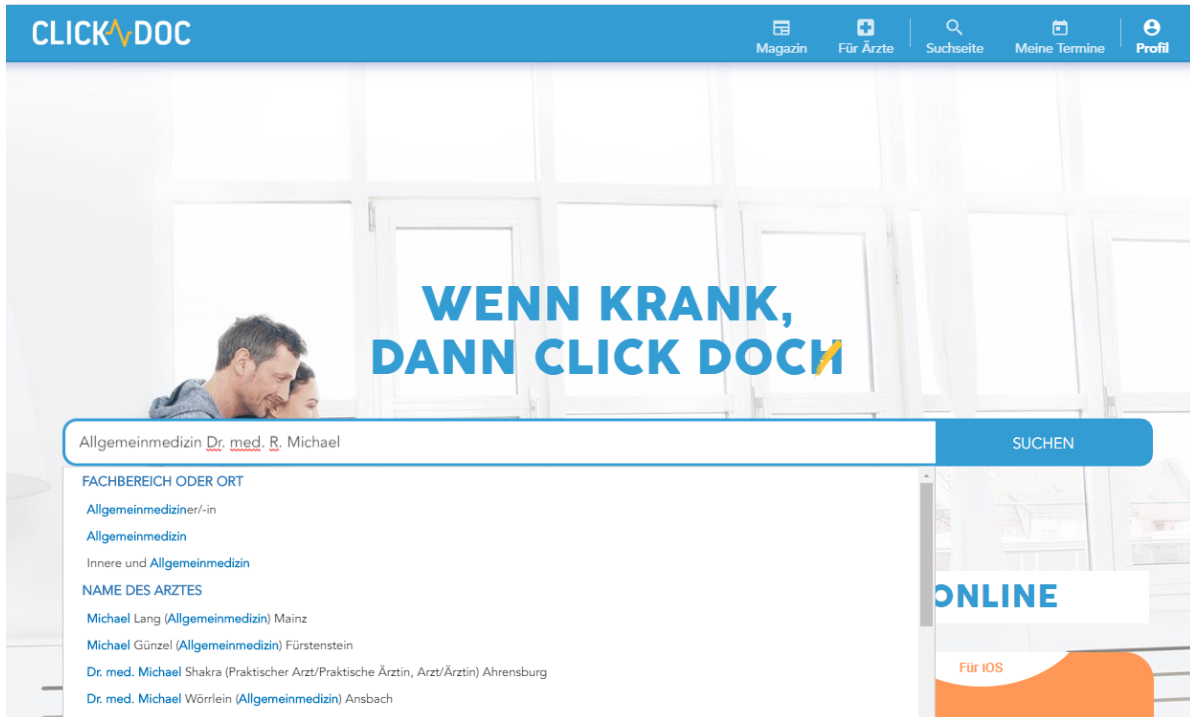 CLICK DOC
Magazin
Für Ärzte
Suchseite
Meine Termine
Profil
WENN KRANK,
DANN CLICK DOCH
Allgemeinmedizin Dr. med. R. Michael
SUCHEN
FACHBEREICH ODER ORT
Allgemeinmediziner/-in
Allgemeinmedizin
Innere und Allgemeinmedizin
NAME DES ARZTES
Michael Lang (Allgemeinmedizin) Mainz
Michael Günzel (Allgemeinmedizin) Fürstenstein
Dr. med. Michael Shakra (Praktischer Arzt/Praktische Ärztin, Arzt/Ärztin) Ahrensburg
Dr. med. Michael Wörrlein (Allgemeinmedizin) Ansbach
ONLINE
Für iOS